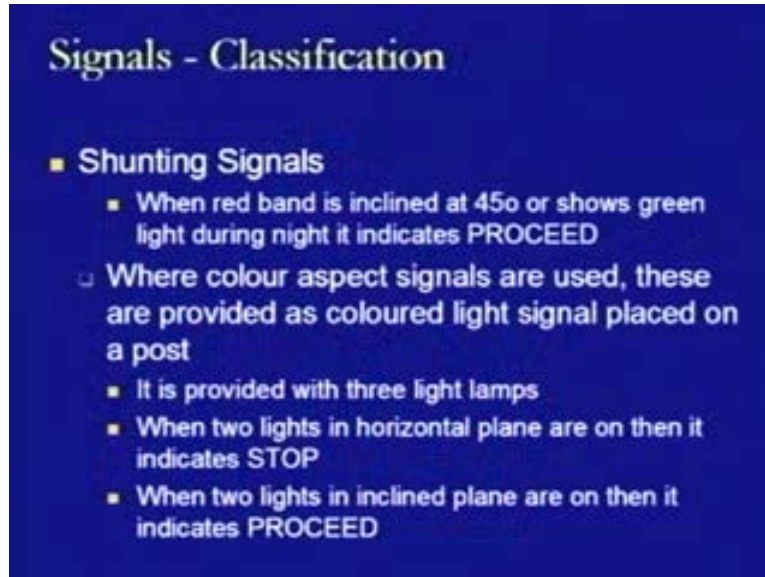 Signals - Classification
Shunting Signals
When red band is inclined at 45o or shows green
light during night it indicates PROCEED
Where colour aspect signals are used, these
are provided as coloured light signal placed on
a post
It is provided with three light lamps
When two lights in horizontal plane are on then it
indicates STOP
When two lights in inclined plane are on then it
indicates PROCEED